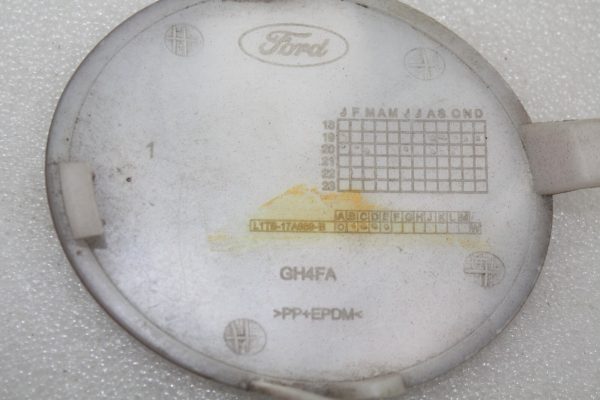 Ford
J F M A M J J A S O N D
18
19
20
21
22
23
1
A B C D E F G H J K L M
GH4FA
>PP+EPDM<